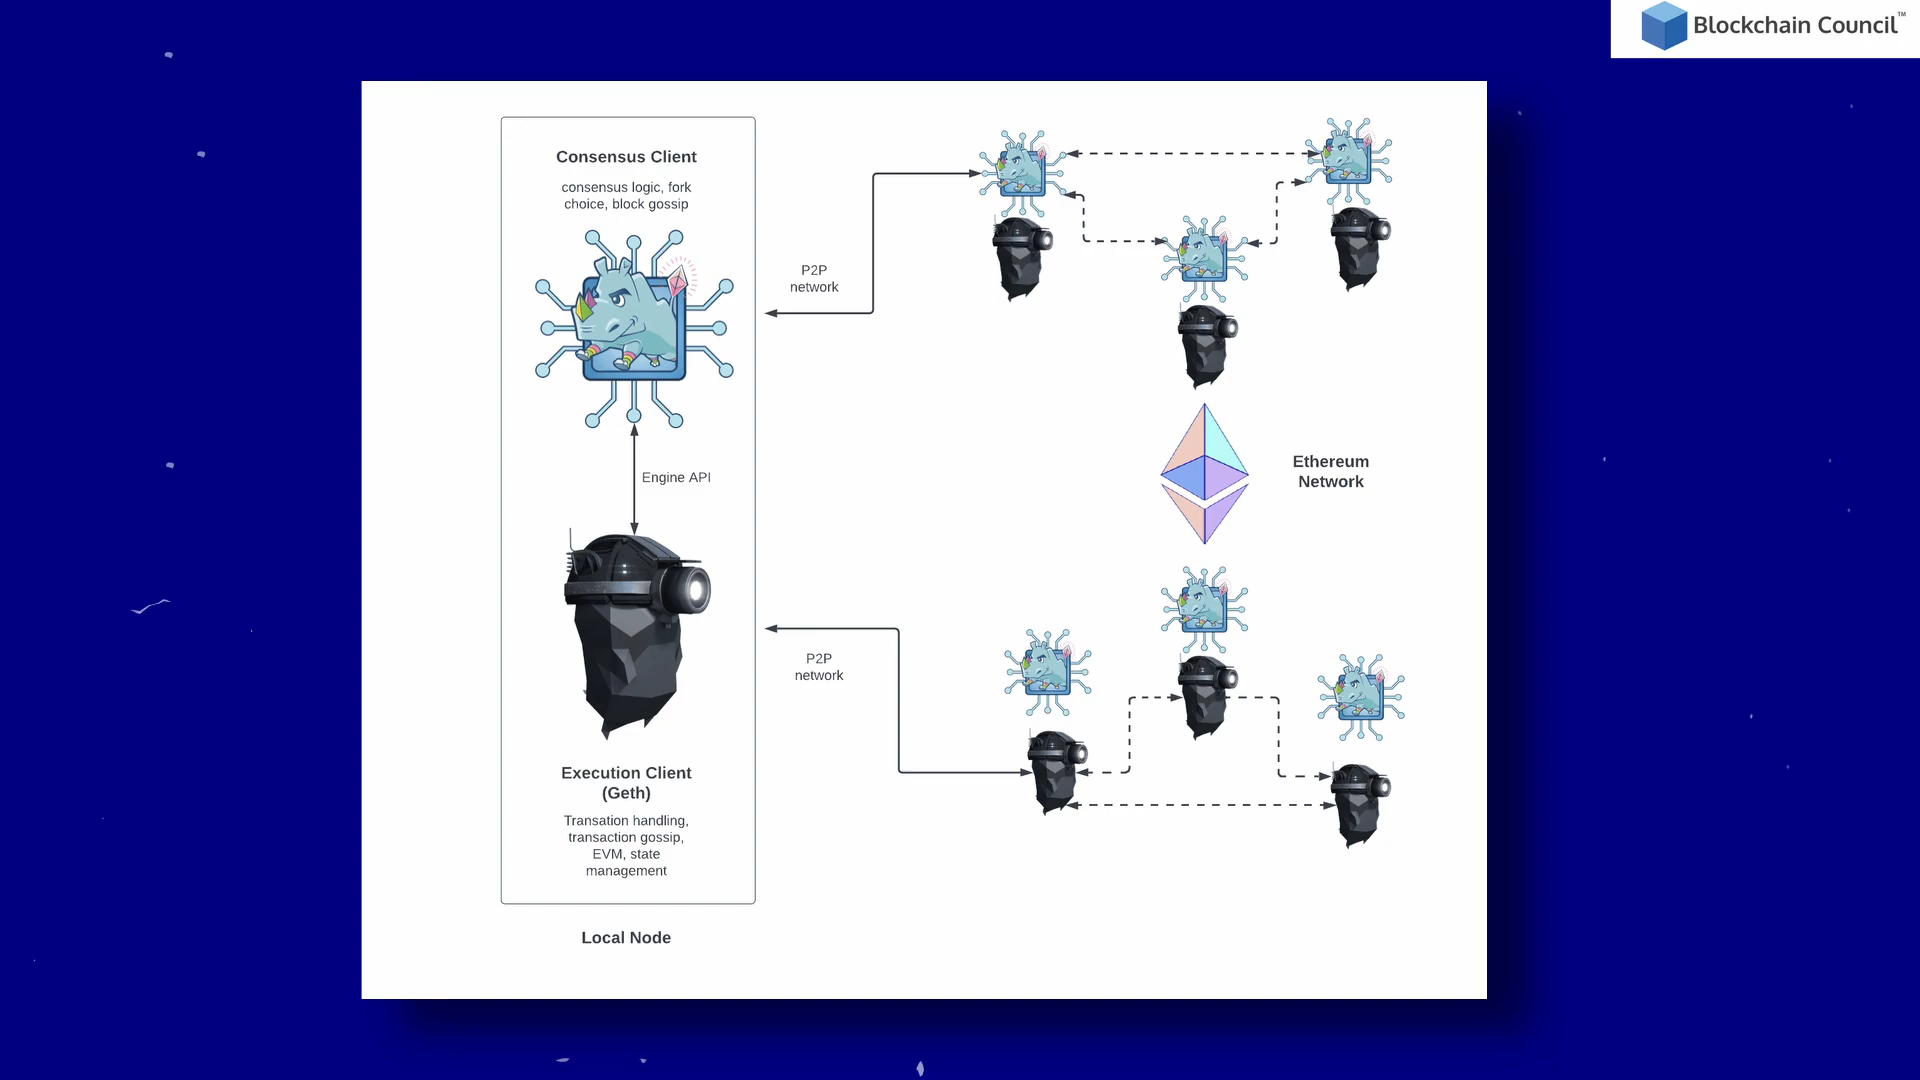 Blockchain Council™
Consensus Client
consensus logic, fork
choice, block gossip
P2P
network
Engine API
Ethereum
Network
P2P
network
Execution Client
(Geth)
Transation handling,
transaction gossip,
EVM, state
management
Local Node